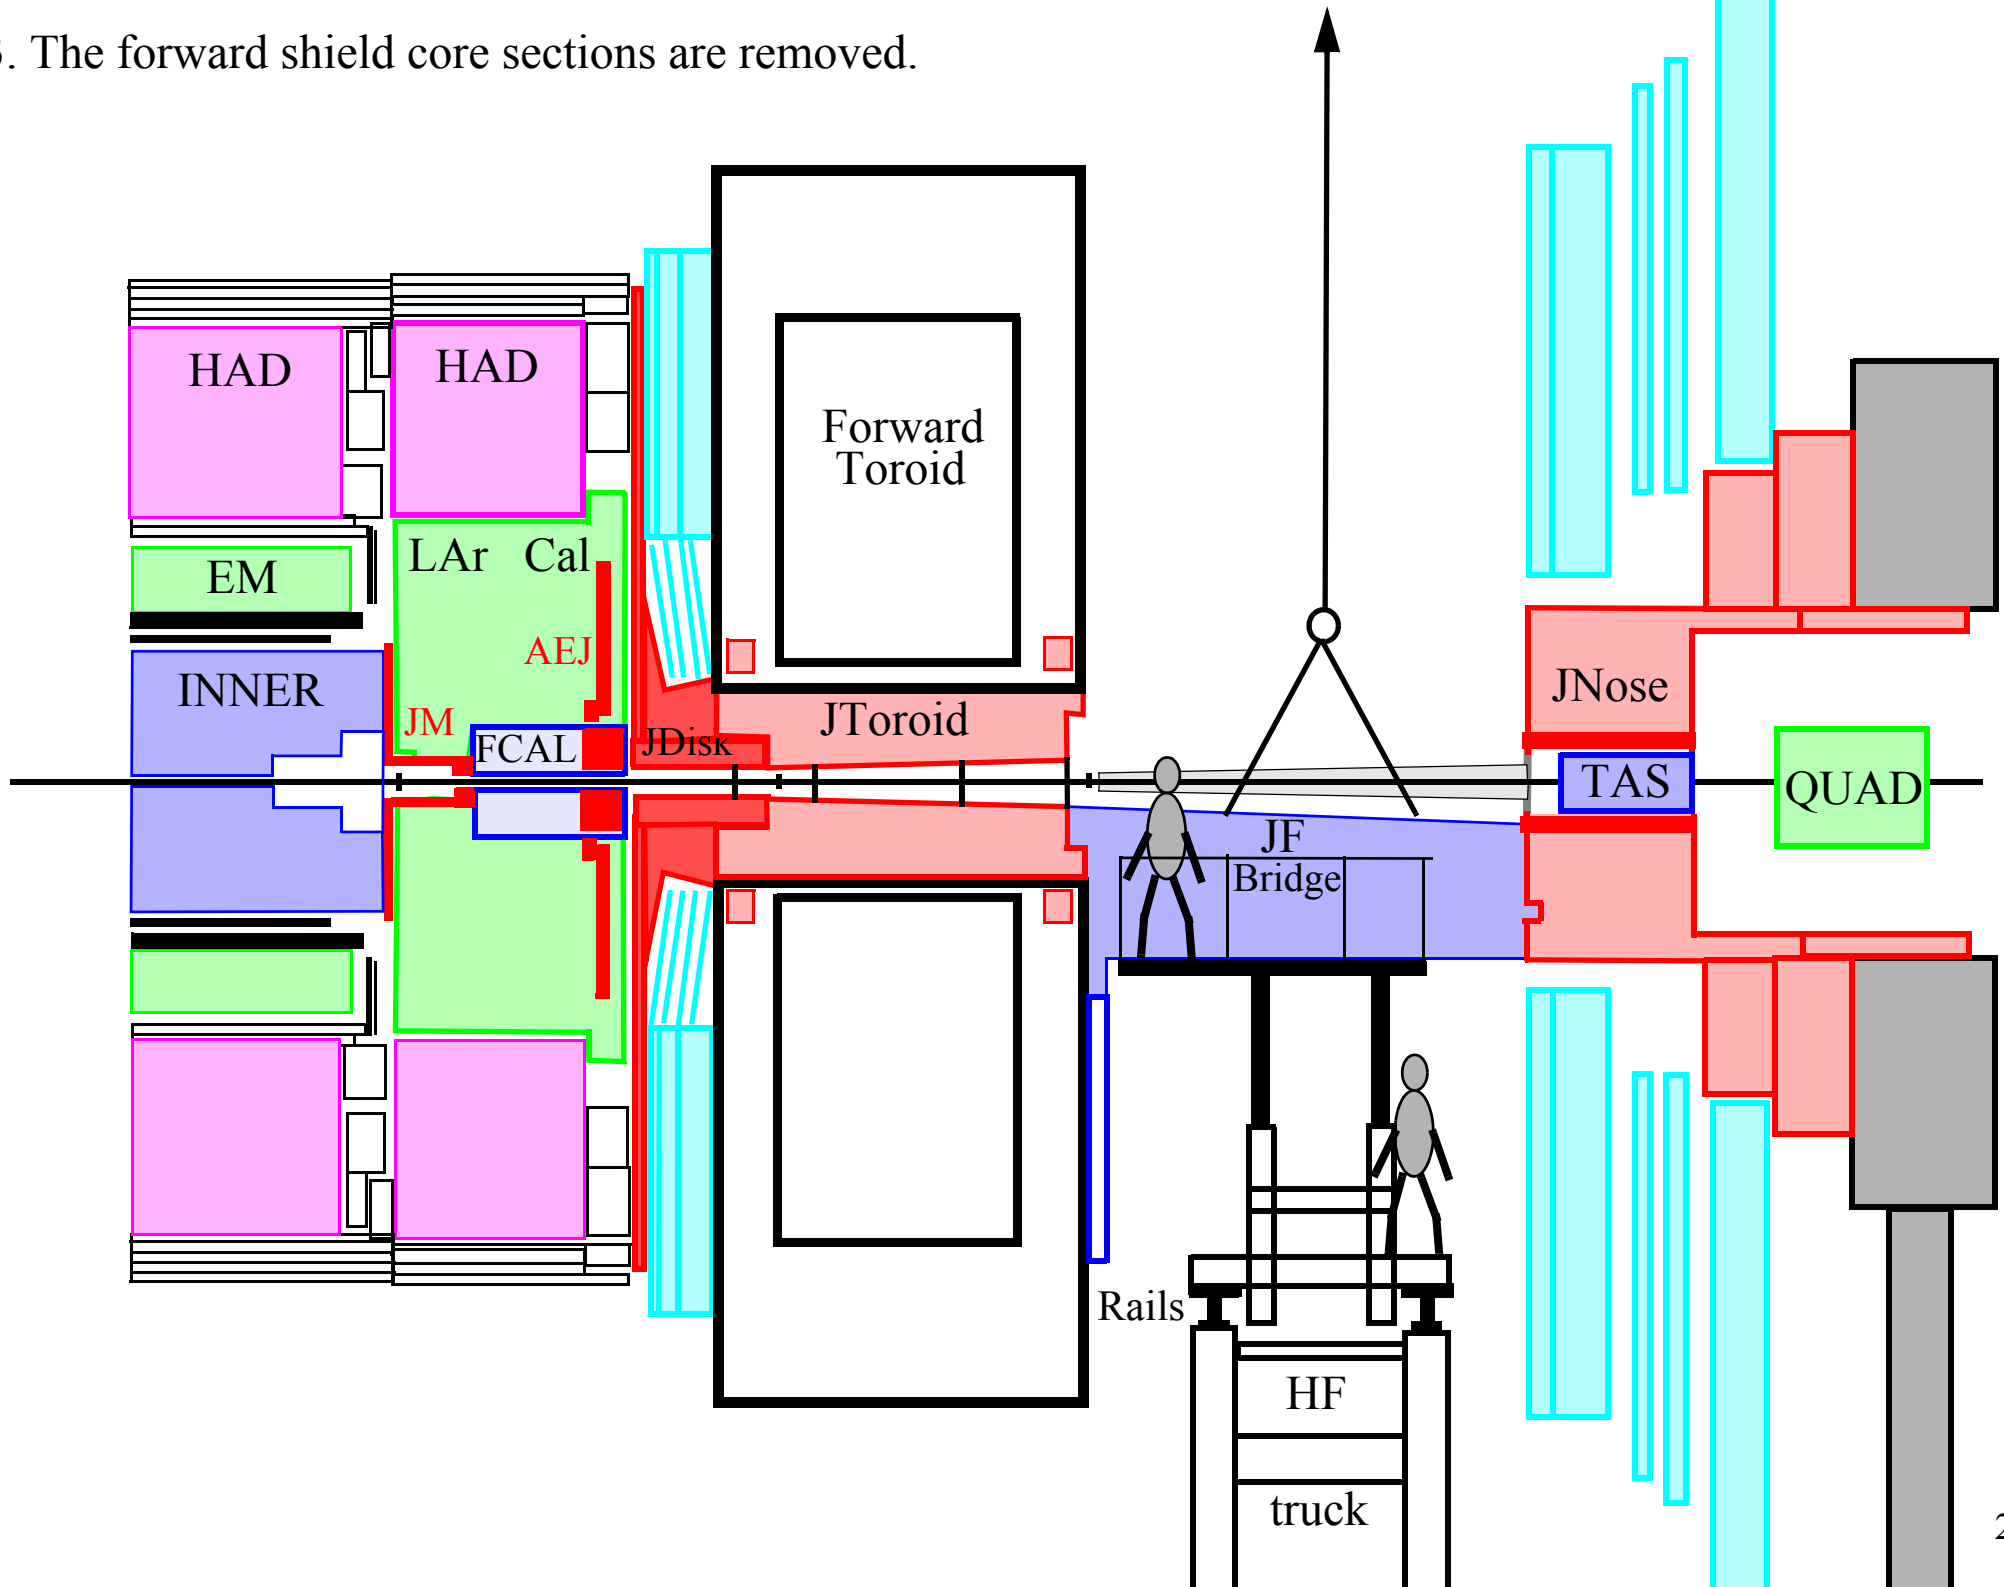 . The forward shield core sections are removed.
HAD
HAD
Forward
Toroid
LAr Cal
EM
AEJ
INNER
JM
FCAL
JDisk
JToroid
JNose
TAS
QUAD
JF
Bridge
Rails
HF
truck
2